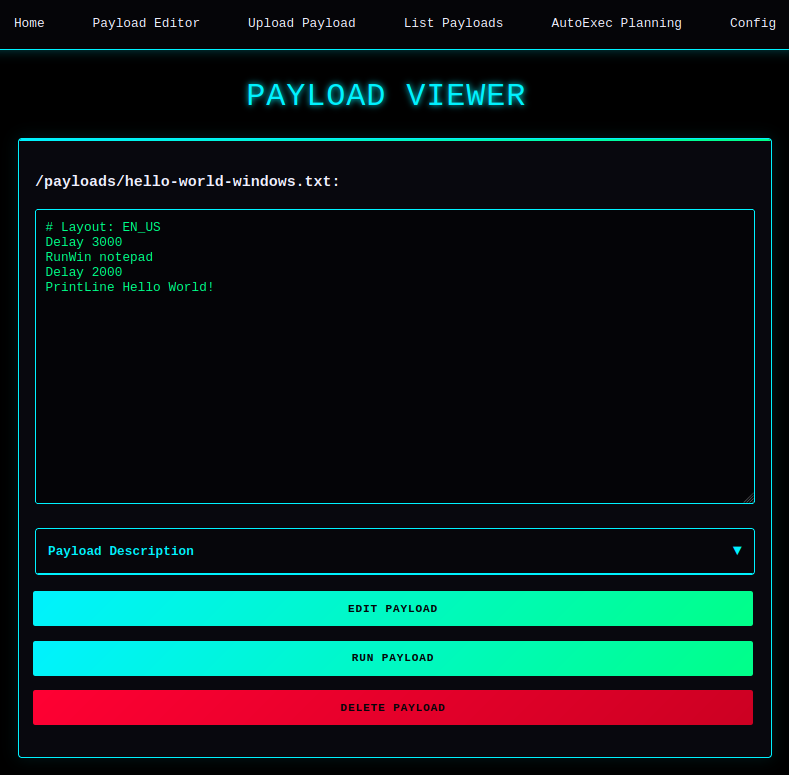 Home Payload Editor Upload Payload List Payloads AutoExec Planning Config
PAYLOAD VIEWER
/payloads/hello-world-windows.txt:
# Layout: EN_US
Delay 3000
RunWin notepad
Delay 2000
PrintLine Hello World!
Payload Description ▼
EDIT PAYLOAD
RUN PAYLOAD
DELETE PAYLOAD